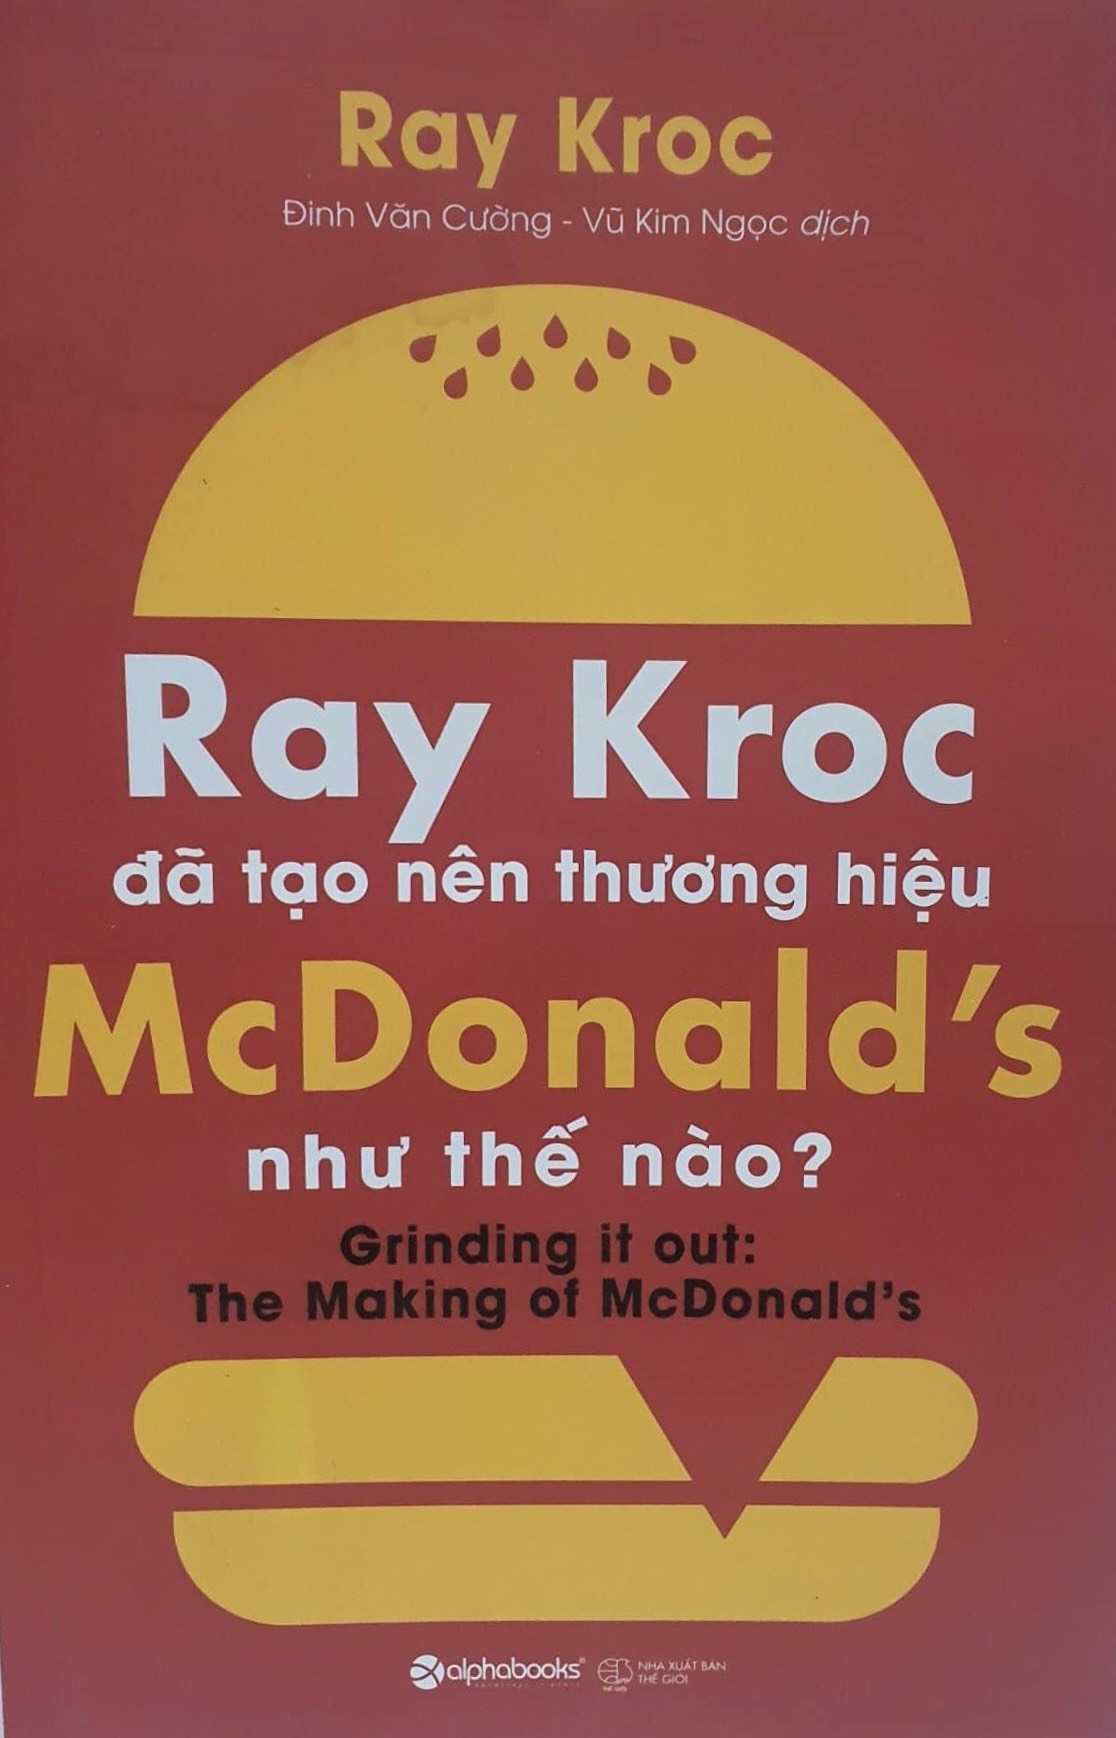 Ray Kroc
Đinh Văn Cường - Vũ Kim Ngọc dịch
Ray Kroc
đã tạo nên thương hiệu
McDonald's
như thế nào?
Grinding it out:
The Making of McDonald's
alphabooks®
NHÀ XUẤT BẢN
THẾ GIỚI